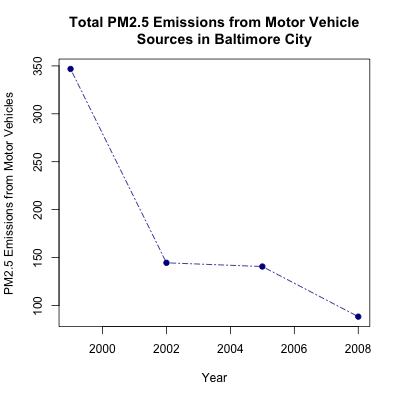 Total PM2.5 Emissions from Motor Vehicle
Sources in Baltimore City
PM2.5 Emissions from Motor Vehicles
350
300
250
200
150
100
2000
2002
2004
2006
2008
Year